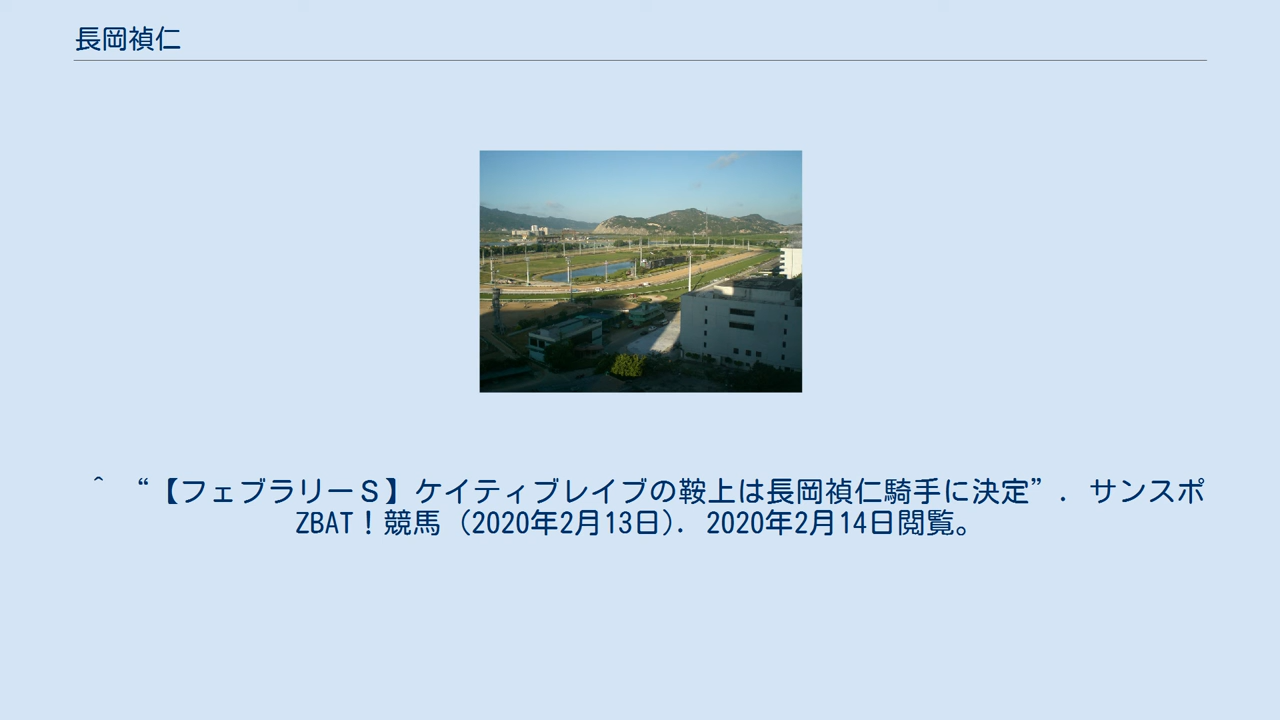 長岡禎仁
^ “【フェブラリーＳ】ケイティブレイブの鞍上は長岡禎仁騎手に決定”. サンスポ
ZBAT！競馬 (2020年2月13日). 2020年2月14日閲覧。